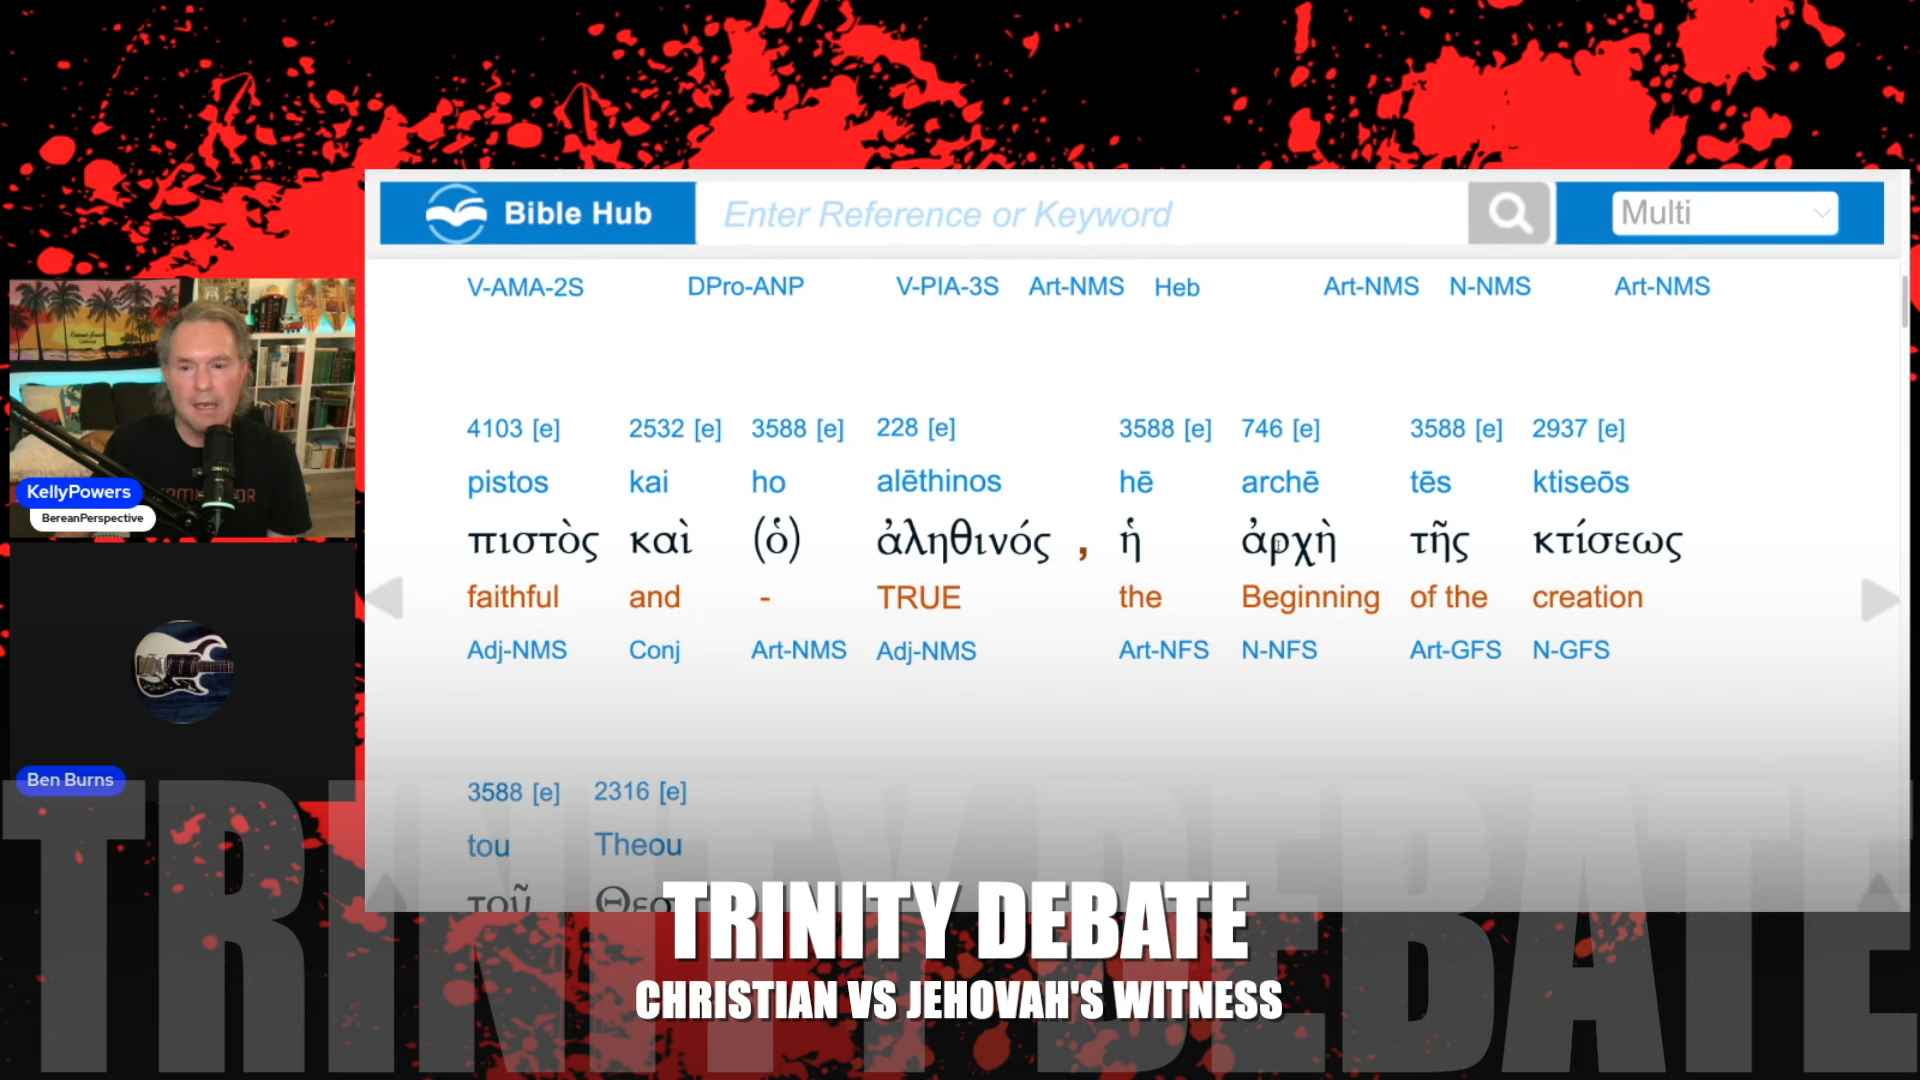 Bible Hub
Enter Reference or Keyword
Multi
V-AMA-2S DPro-ANP V-PIA-3S Art-NMS Heb Art-NMS N-NMS Art-NMS
4103 [e] 2532 [e] 3588 [e] 228 [e] 3588 [e] 746 [e] 3588 [e] 2937 [e]
pistos kai ho alēthinos hē archē tēs ktiseōs
πιστὸς καὶ (ὁ) ἀληθινός , ἡ ἀρχὴ τῆς κτίσεως
faithful and - TRUE the Beginning of the creation
Adj-NMS Conj Art-NMS Adj-NMS Art-NFS N-NFS Art-GFS N-GFS
3588 [e] 2316 [e]
tou Theou
τοῦ
KellyPowers
BereanPerspective
Ben Burns
TRINITY DEBATE
TRINITY DEBATE
CHRISTIAN VS JEHOVAH'S WITNESS